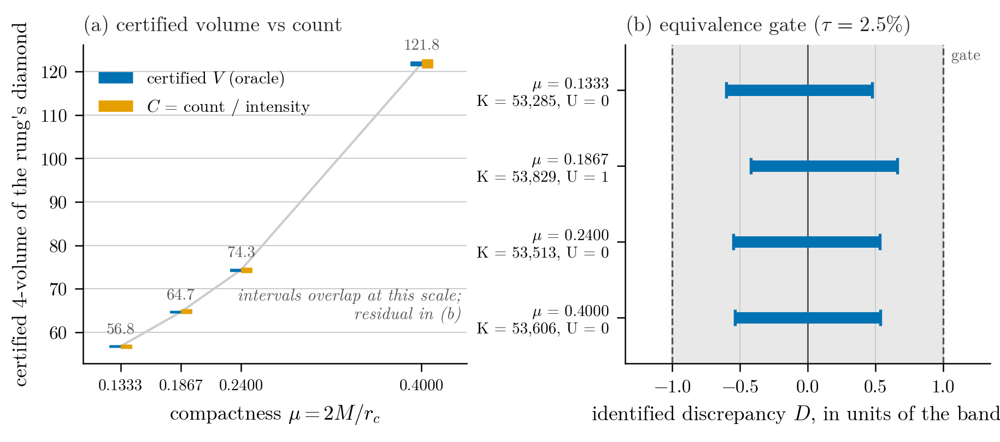 (a) certified volume vs count
certified 4-volume of the rung's diamond
120
110
100
90
80
70
60
certified V (oracle)
C = count / intensity
121.8
74.3
64.7
56.8
intervals overlap at this scale;
residual in (b)
0.1333 0.1867 0.2400 0.4000
compactness μ = 2M/r_c
(b) equivalence gate (τ = 2.5%)
gate
μ = 0.1333
K = 53,285, U = 0
μ = 0.1867
K = 53,829, U = 1
μ = 0.2400
K = 53,513, U = 0
μ = 0.4000
K = 53,606, U = 0
−1.0 −0.5 0.0 0.5 1.0
identified discrepancy D, in units of the band